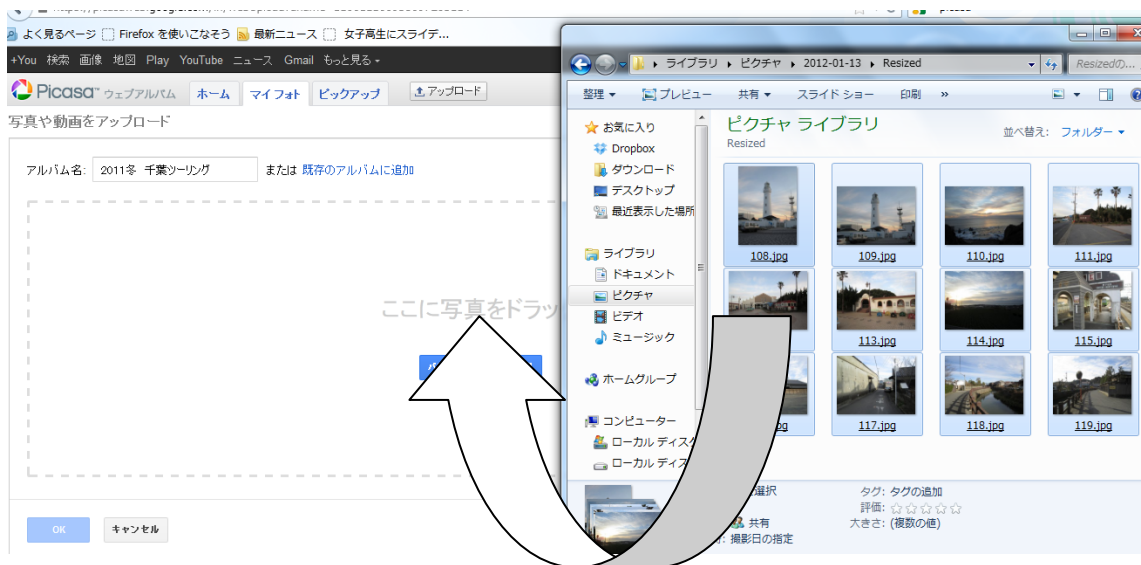 よく見るページ Firefox を使いこなそう 最新ニュース 女子高生にスライデ...
+You 検索 画像 地図 Play YouTube ニュース Gmail もっと見る
Picasa™ ウェブアルバム ホーム マイフォト ピックアップ アップロード
写真や動画をアップロード
アルバム名: 2011冬 千葉ツーリング または 既存のアルバムに追加
ここに写真をドラッ
OK キャンセル
ライブラリ ピクチャ 2012-01-13 Resized
Resizedの...
整理 プレビュー 共有 スライド ショー 印刷 »
お気に入り
Dropbox
ダウンロード
デスクトップ
最近表示した場所
ライブラリ
ドキュメント
ピクチャ
ビデオ
ミュージック
ホームグループ
コンピューター
ローカル ディスク
ローカル ディス
ピクチャ ライブラリ
Resized
並べ替え: フォルダー
108.jpg 109.jpg 110.jpg 111.jpg
113.jpg 114.jpg 115.jpg
117.jpg 118.jpg 119.jpg
選択 タグ: タグの追加
評価: ☆☆☆☆☆
共有 大きさ: (複数の値)
撮影日の指定